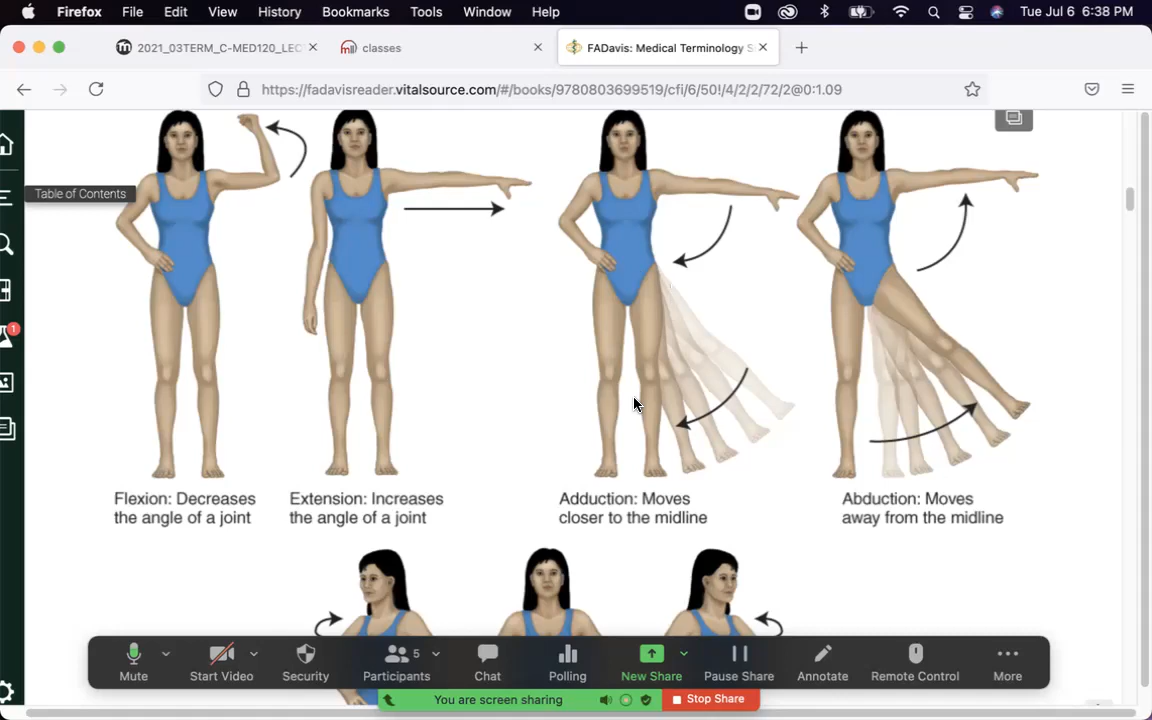 Firefox File Edit View History Bookmarks Tools Window Help Tue Jul 6 6:38 PM
2021_03TERM_C-MED120_LEC classes FADavis: Medical Terminology S
https://fadavisreader.vitalsource.com/#/books/9780803699519/cfi/6/50!/4/2/2/72/2@0:1.09
Table of Contents
1
Flexion: Decreases
the angle of a joint
Extension: Increases
the angle of a joint
Adduction: Moves
closer to the midline
Abduction: Moves
away from the midline
5
Mute Start Video Security Participants Chat Polling New Share Pause Share Annotate Remote Control More
You are screen sharing Stop Share